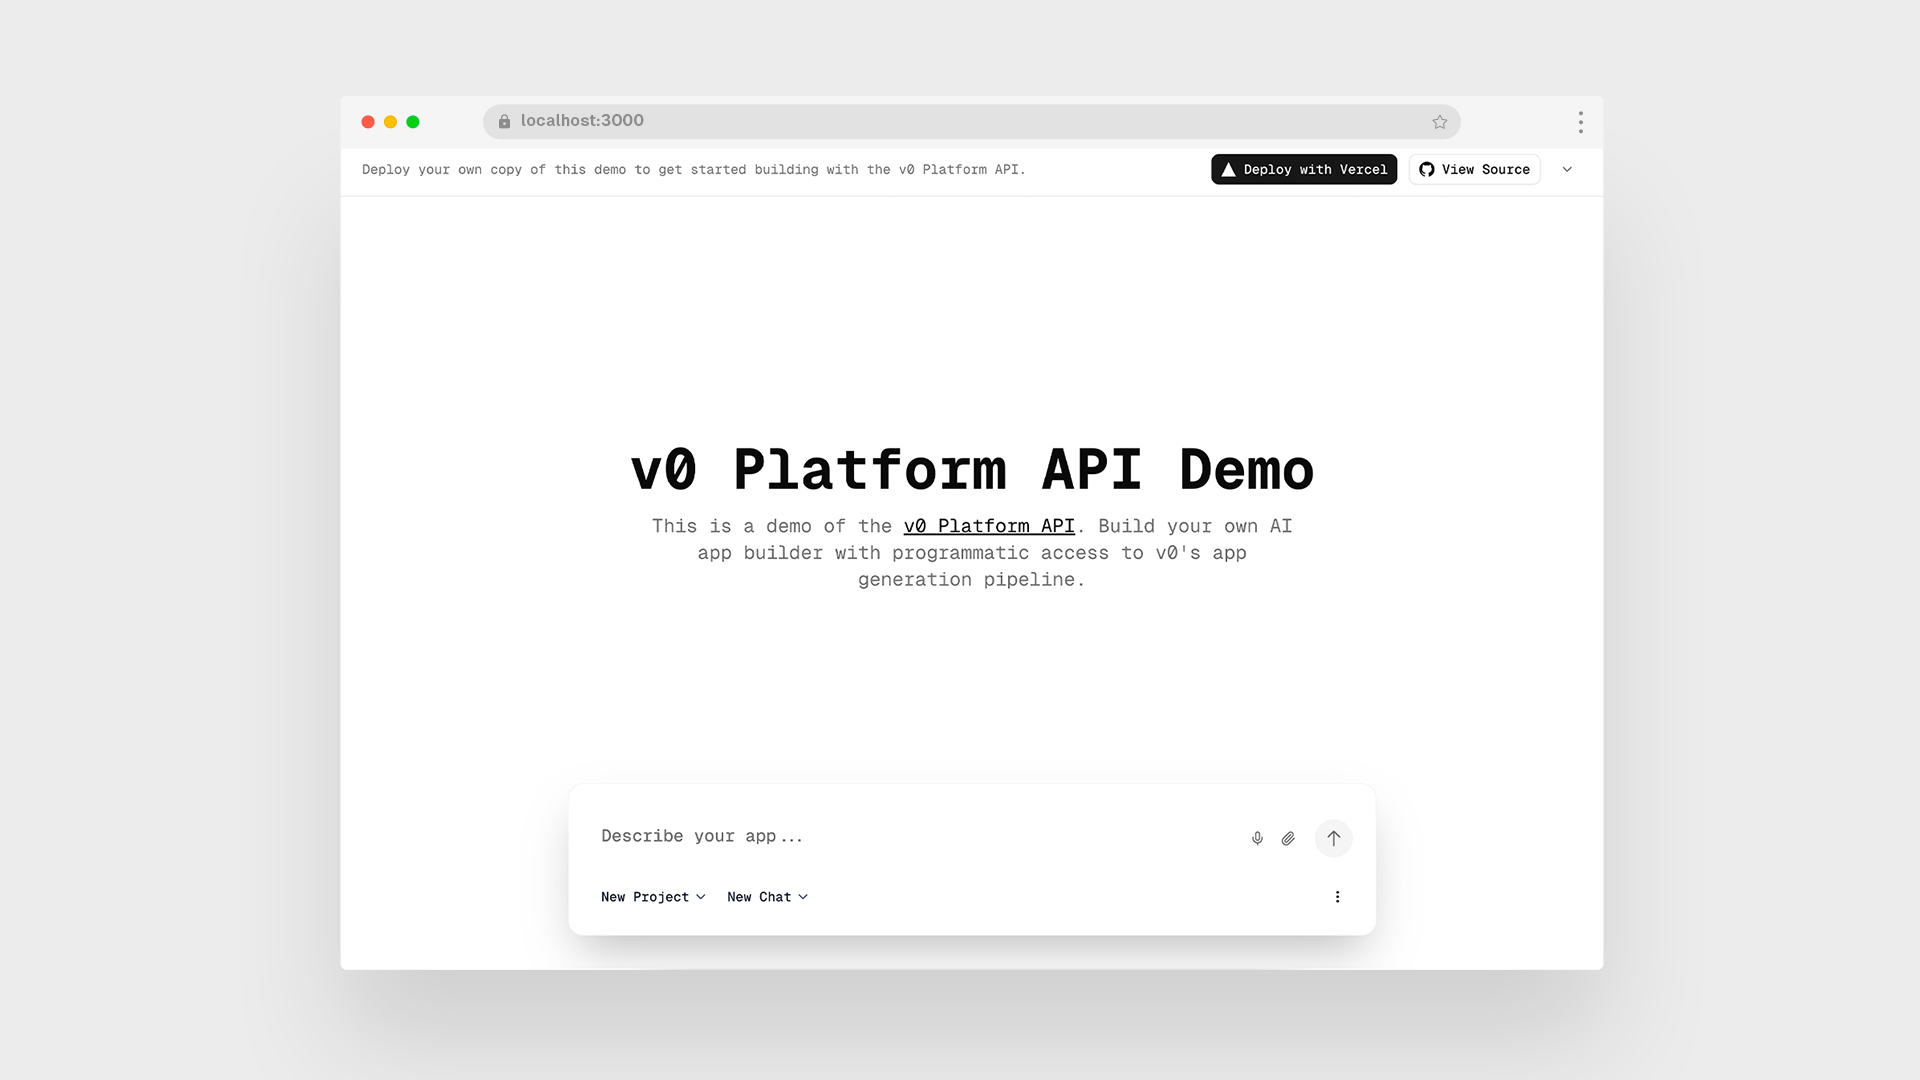 localhost:3000
Deploy your own copy of this demo to get started building with the v0 Platform API.
Deploy with Vercel
View Source
v0 Platform API Demo
This is a demo of the v0 Platform API. Build your own AI
app builder with programmatic access to v0's app
generation pipeline.
Describe your app...
New Project
New Chat